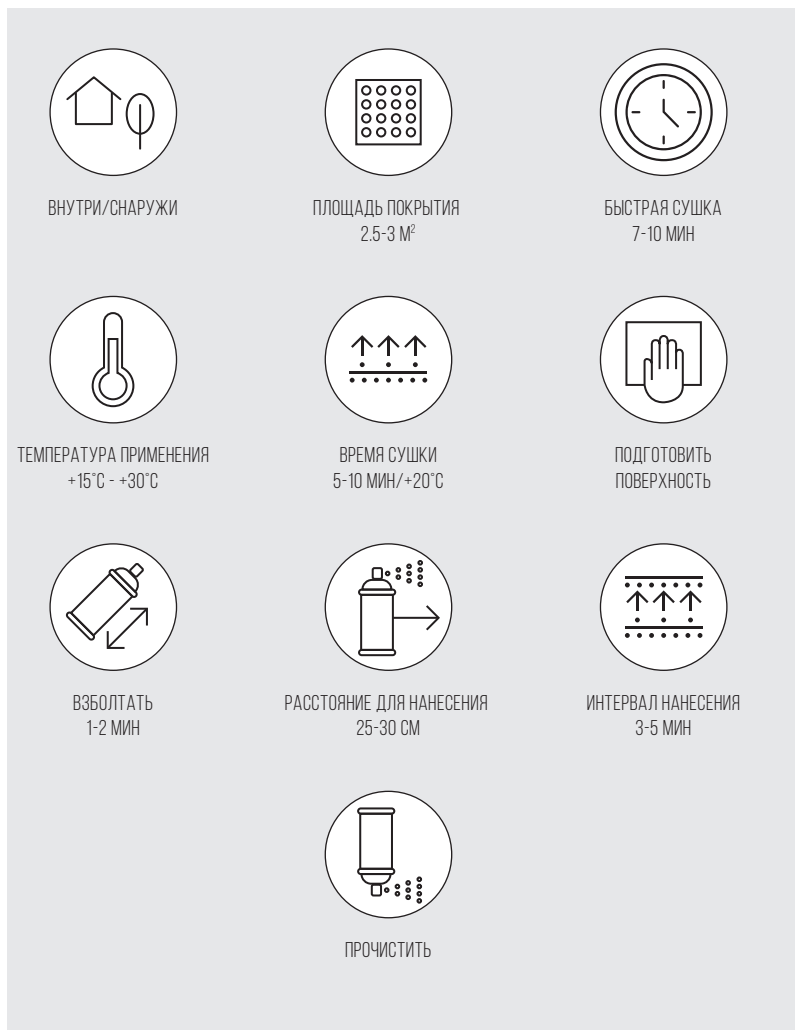 ВНУТРИ/СНАРУЖИ
ПЛОЩАДЬ ПОКРЫТИЯ
2.5-3 М²
БЫСТРАЯ СУШКА
7-10 МИН
ТЕМПЕРАТУРА ПРИМЕНЕНИЯ
+15°С - +30°С
ВРЕМЯ СУШКИ
5-10 МИН/+20°С
ПОДГОТОВИТЬ
ПОВЕРХНОСТЬ
ВЗБОЛТАТЬ
1-2 МИН
РАССТОЯНИЕ ДЛЯ НАНЕСЕНИЯ
25-30 СМ
ИНТЕРВАЛ НАНЕСЕНИЯ
3-5 МИН
ПРОЧИСТИТЬ